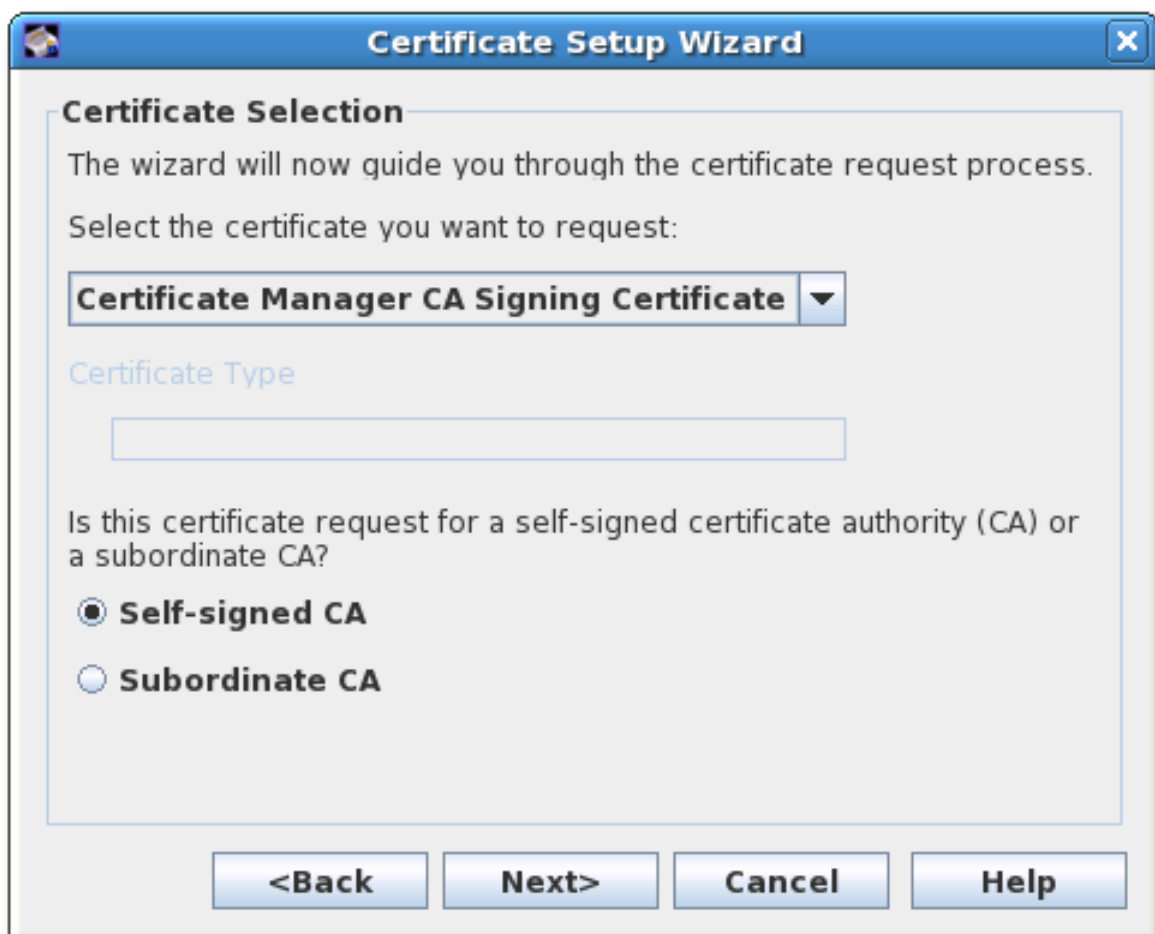 Certificate Setup Wizard
Certificate Selection
The wizard will now guide you through the certificate request process.
Select the certificate you want to request:
Certificate Manager CA Signing Certificate
Certificate Type
Is this certificate request for a self-signed certificate authority (CA) or
a subordinate CA?
Self-signed CA
Subordinate CA
<Back Next> Cancel Help